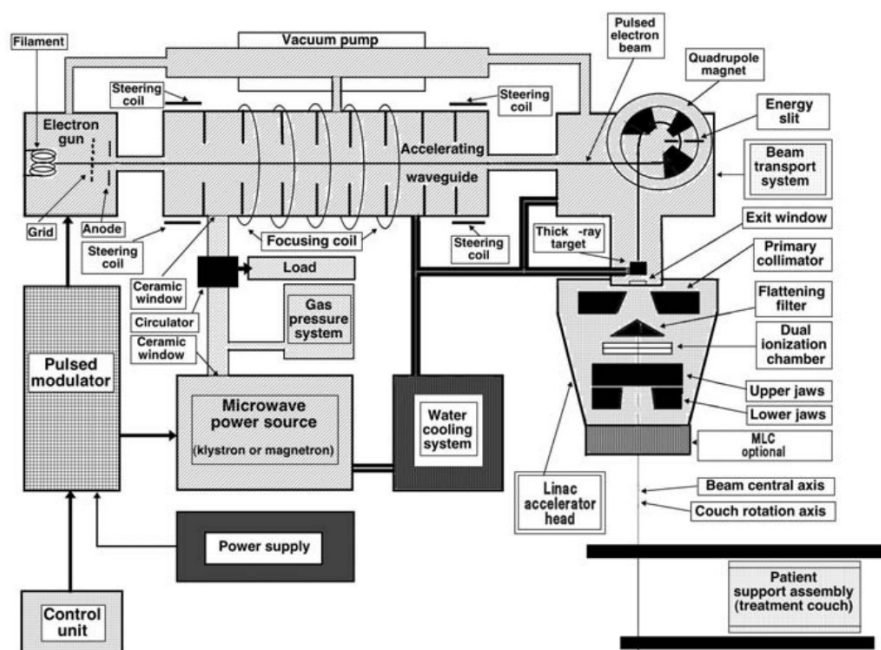 Filament
Vacuum pump
Pulsed
electron
beam
Quadrupole
magnet
Steering
coil
Steering
coil
Energy
slit
Electron
gun
Accelerating
waveguide
Beam
transport
system
Grid
Anode
Steering
coil
Focusing coil
Steering
coil
Thick -ray
target
Exit window
Primary
collimator
Ceramic
window
Load
Circulator
Gas
pressure
system
Flattening
filter
Ceramic
window
Dual
ionization
chamber
Pulsed
modulator
Microwave
power source
(klystron or magnetron)
Water
cooling
system
Upper jaws
Lower jaws
MLC
optional
Linac
accelerator
head
Beam central axis
Couch rotation axis
Power supply
Control
unit
Patient
support assembly
(treatment couch)